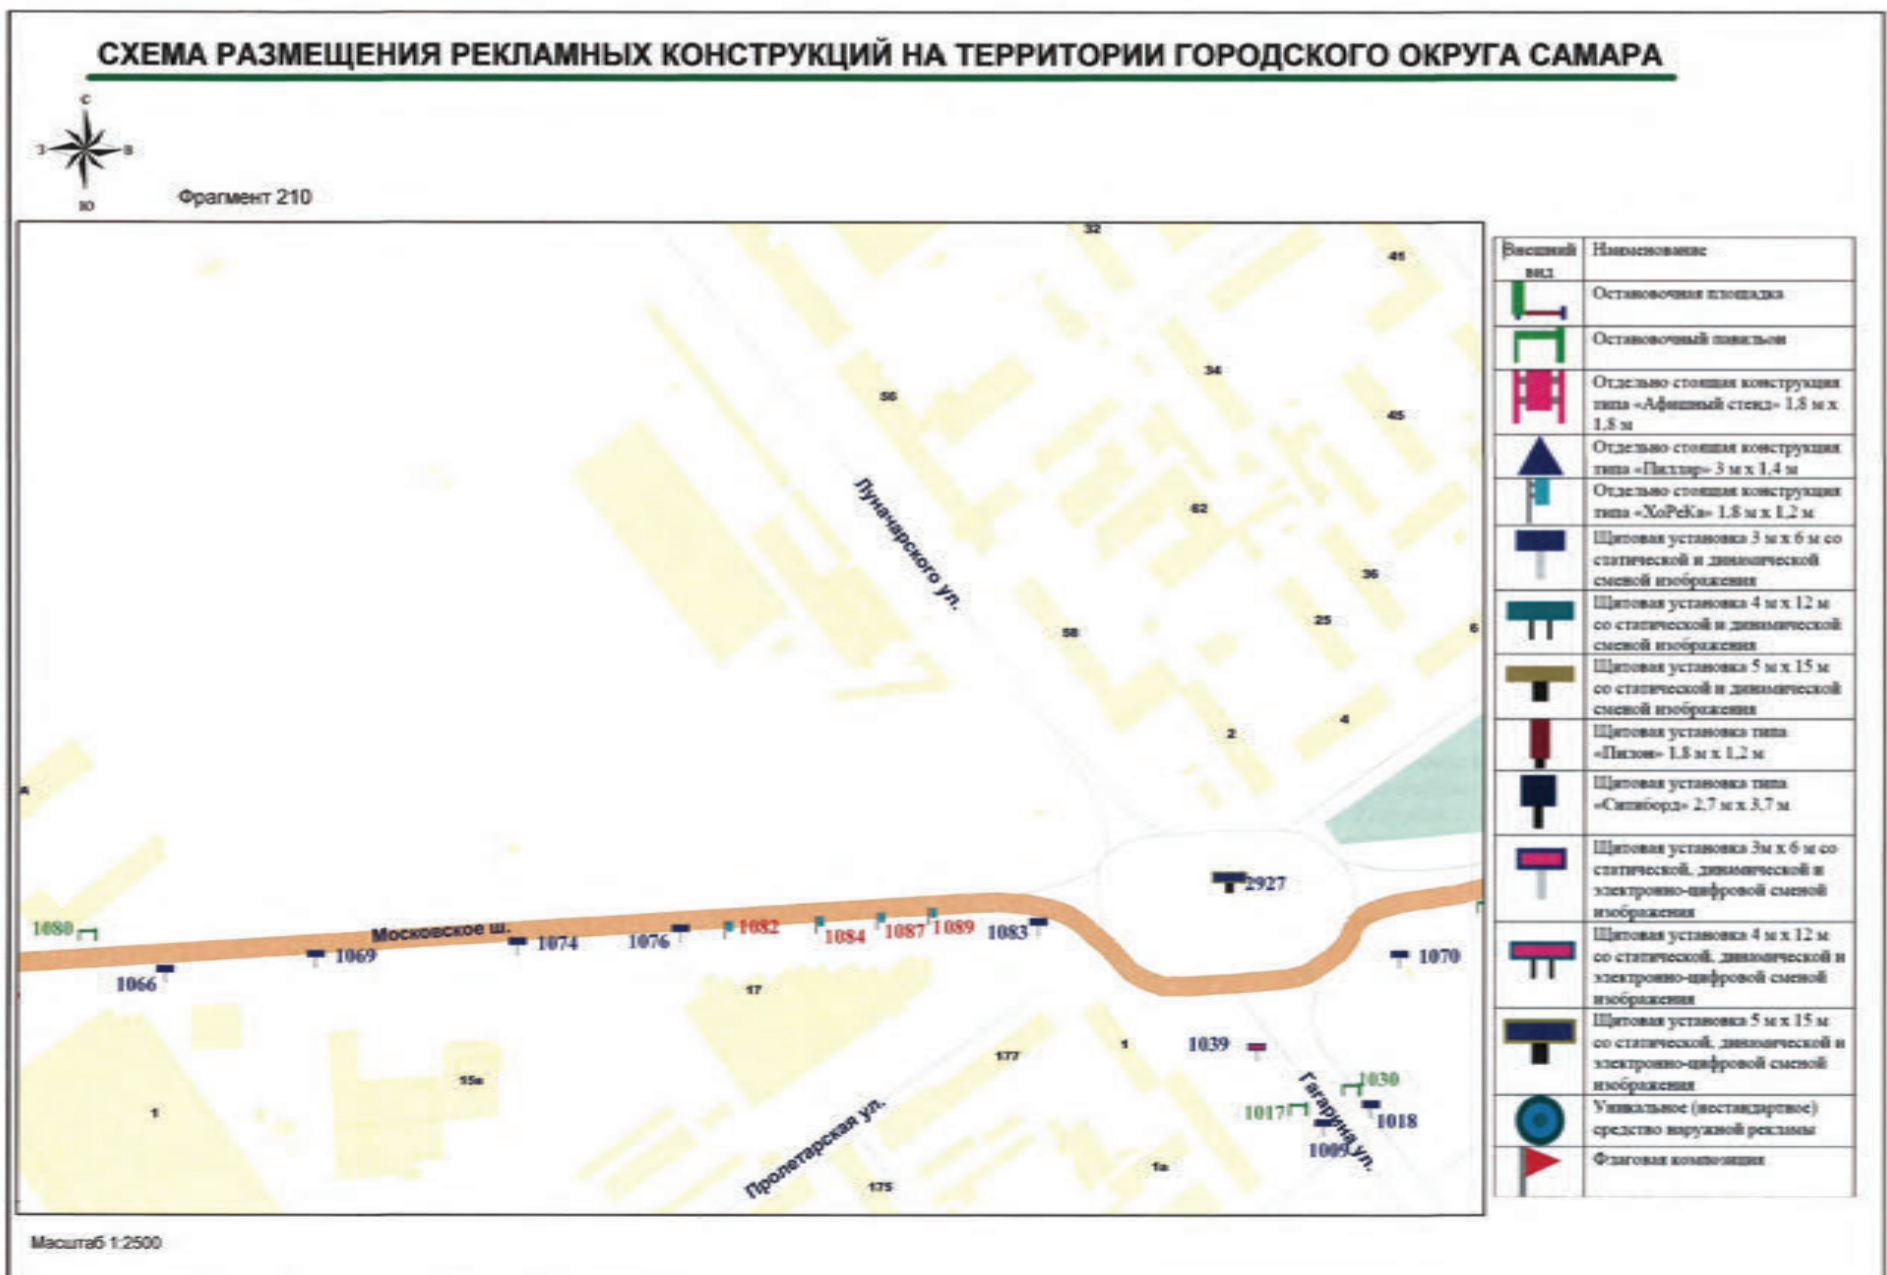 СХЕМА РАЗМЕЩЕНИЯ РЕКЛАМНЫХ КОНСТРУКЦИЙ НА ТЕРРИТОРИИ ГОРОДСКОГО ОКРУГА САМАРА
С
З
В
Ю
Фрагмент 210
32
41
56
34
45
62
Луначарского ул.
36
58
25
6
2
4
А
2927
1080
Московское ш.
1066
1069
1074
1076
1082
1084
1087
1089
1083
1070
17
1
15в
177
1
1039
Гагарина ул.
1030
1017
1018
1009
Пролетарская ул.
175
1а
Внешний вид
Наименование
Остановочная площадка
Остановочный павильон
Отдельно стоящая конструкция
типа «Афишный стенд» 1,8 м х
1,8 м
Отдельно стоящая конструкция
типа «Пиллар» 3 м х 1,4 м
Отдельно стоящая конструкция
типа «ХоРеКа» 1,8 м х 1,2 м
Щитовая установка 3 м х 6 м со
статической и динамической
сменой изображения
Щитовая установка 4 м х 12 м
со статической и динамической
сменой изображения
Щитовая установка 5 м х 15 м
со статической и динамической
сменой изображения
Щитовая установка типа
«Пилон» 1,8 м х 1,2 м
Щитовая установка типа
«Ситиборд» 2,7 м х 3,7 м
Щитовая установка 3м х 6 м со
статической, динамической и
электронно-цифровой сменой
изображения
Щитовая установка 4 м х 12 м
со статической, динамической и
электронно-цифровой сменой
изображения
Щитовая установка 5 м х 15 м
со статической, динамической и
электронно-цифровой сменой
изображения
Уникальное (нестандартное)
средство наружной рекламы
Флаговая композиция
Масштаб 1:2500